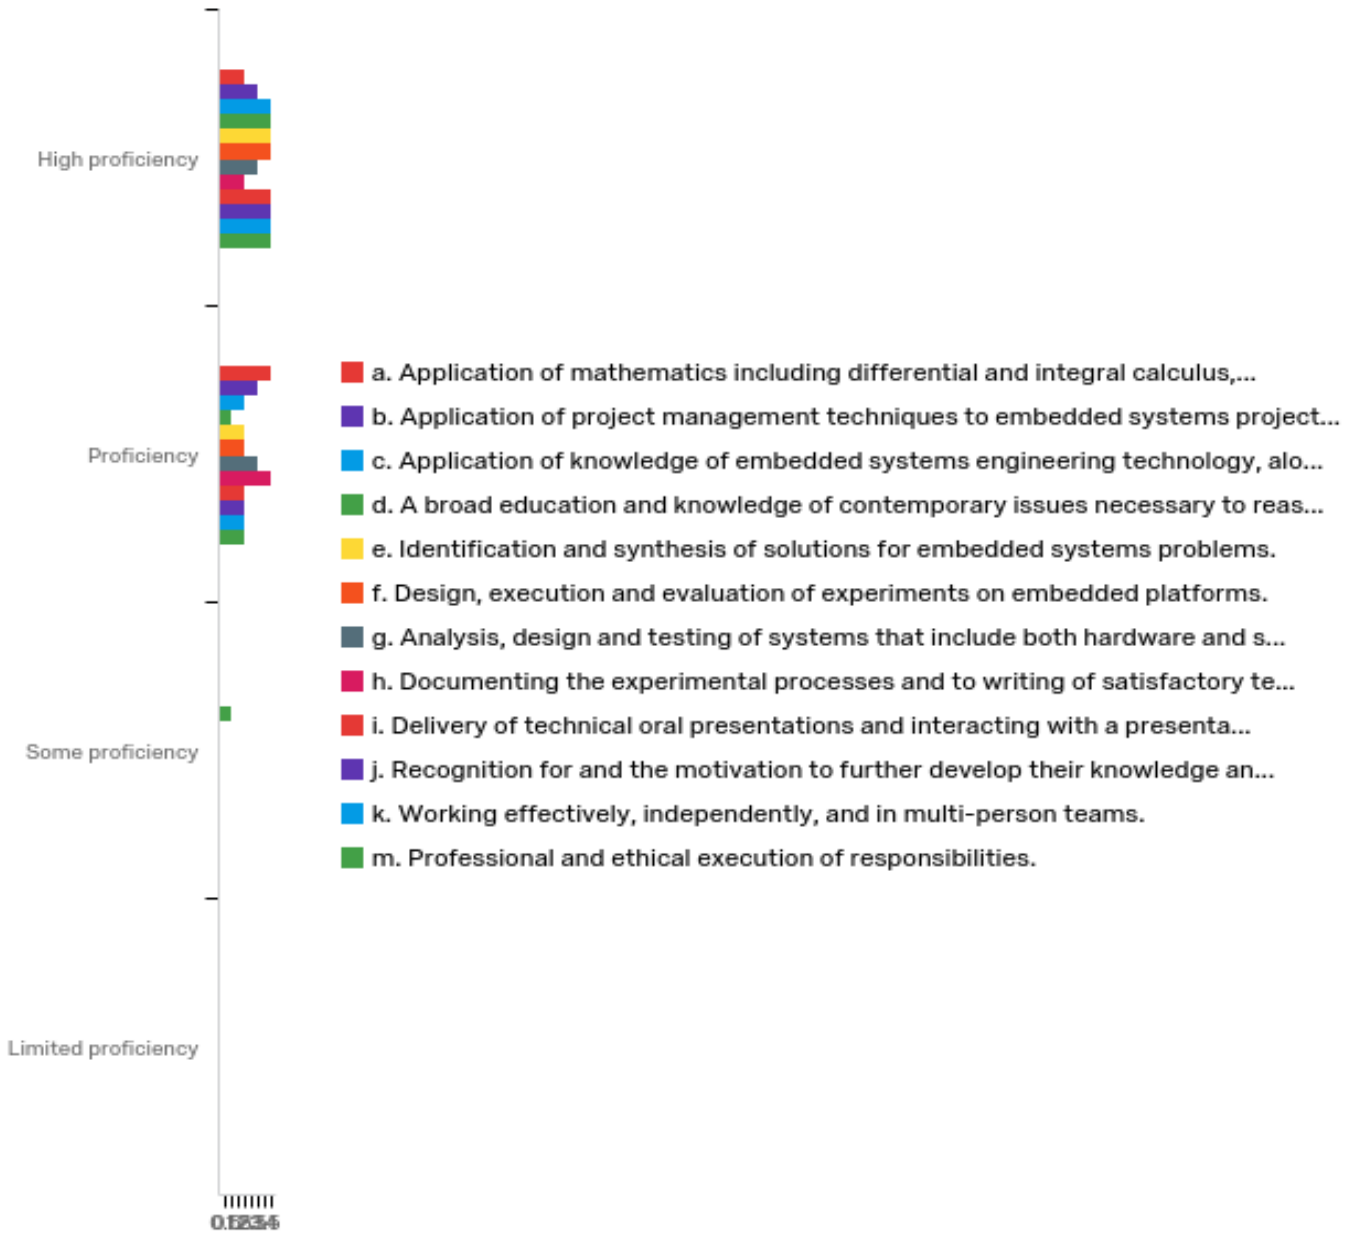 High proficiency
Proficiency
Some proficiency
Limited proficiency
a. Application of mathematics including differential and integral calculus,...
b. Application of project management techniques to embedded systems project...
c. Application of knowledge of embedded systems engineering technology, alo...
d. A broad education and knowledge of contemporary issues necessary to reas...
e. Identification and synthesis of solutions for embedded systems problems.
f. Design, execution and evaluation of experiments on embedded platforms.
g. Analysis, design and testing of systems that include both hardware and s...
h. Documenting the experimental processes and to writing of satisfactory te...
i. Delivery of technical oral presentations and interacting with a presenta...
j. Recognition for and the motivation to further develop their knowledge an...
k. Working effectively, independently, and in multi-person teams.
m. Professional and ethical execution of responsibilities.